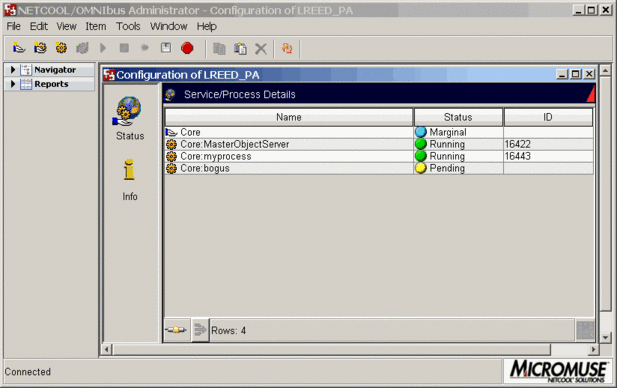 NETCOOL/OMNIbus Administrator - Configuration of LREED_PA
File Edit View Item Tools Window Help
Navigator
Reports
Configuration of LREED_PA
Status
Info
Service/Process Details
Name Status ID
Core Marginal
Core:MasterObjectServer Running 16422
Core:myprocess Running 16443
Core:bogus Pending
Rows: 4
Connected
MICROMUSE
NETCOOL SOLUTIONS